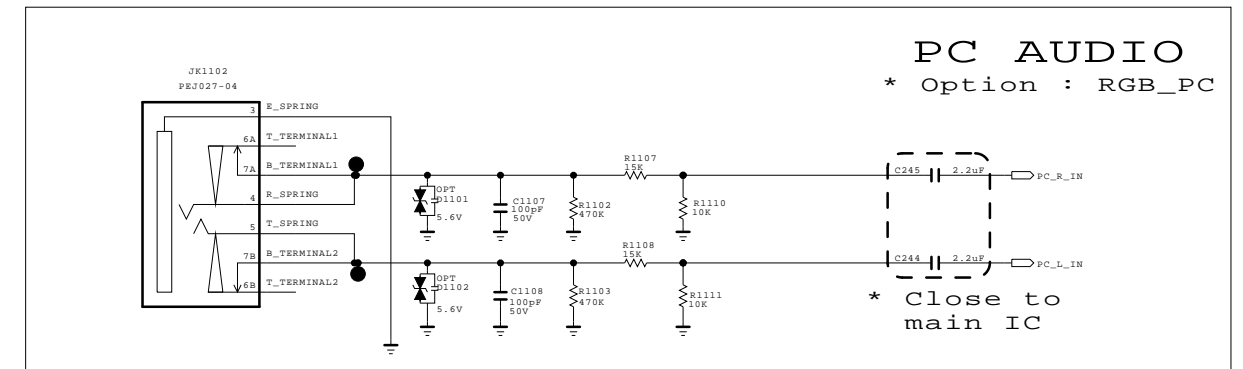 PC AUDIO
* Option : RGB_PC
JK1102
PEJ027-04
3 E_SPRING
6A T_TERMINAL1
7A B_TERMINAL1
4 R_SPRING
5 T_SPRING
7B B_TERMINAL2
6B T_TERMINAL2
OPT
D1101
5.6V
C1107
100pF
50V
R1102
470K
R1107
15K
R1110
10K
C245 2.2uF
PC_R_IN
OPT
D1102
5.6V
C1108
100pF
50V
R1103
470K
R1108
15K
R1111
10K
C244 2.2uF
PC_L_IN
* Close to
main IC